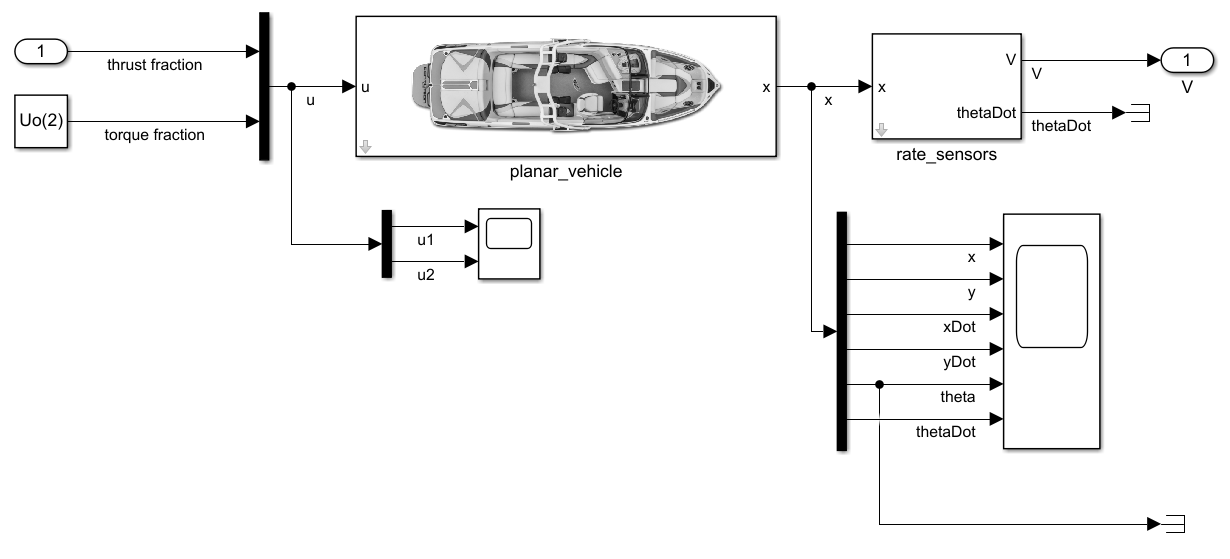 1
thrust fraction
Uo(2)
torque fraction
u
u
x
planar_vehicle
x
x
V
thetaDot
rate_sensors
V
thetaDot
1
V
u1
u2
x
y
xDot
yDot
theta
thetaDot